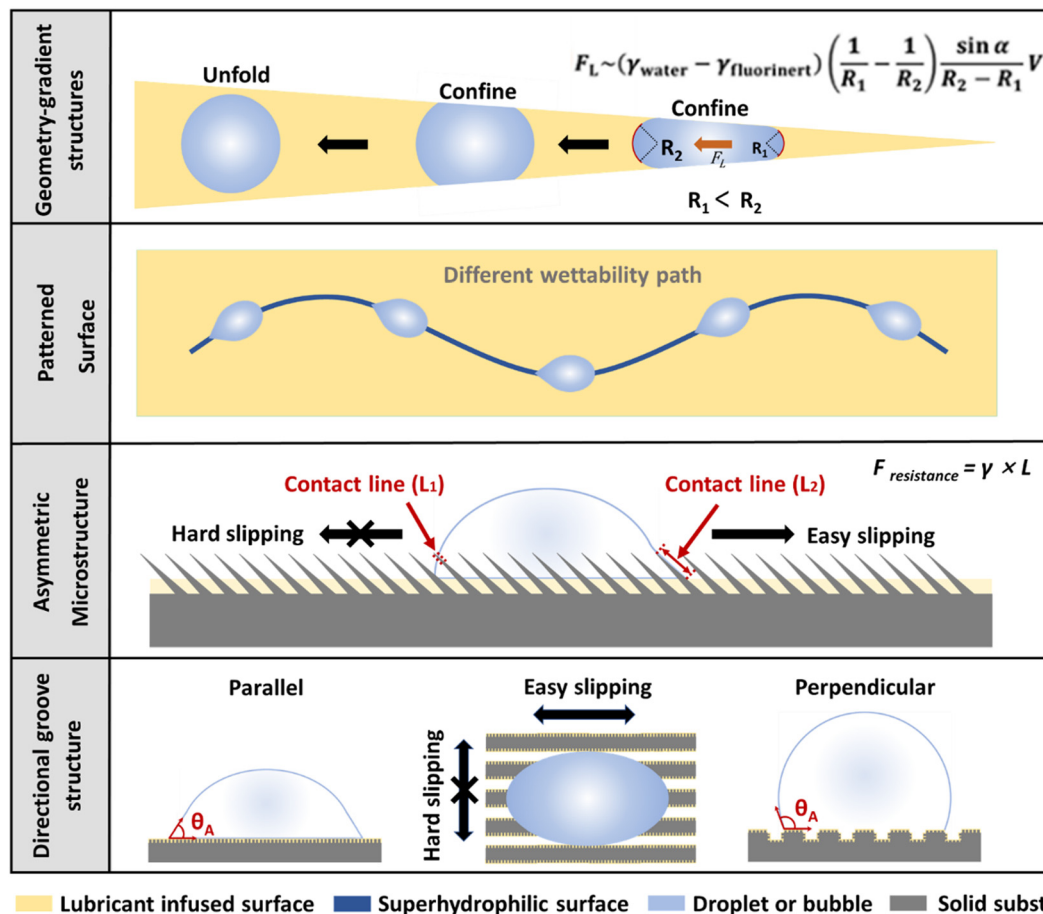 Geometry-gradient
structures
Unfold
Confine
Confine
F_L~(γ_water − γ_fluorinert)(1/R_1 − 1/R_2) sin α/(R_2 − R_1) V
R_2
F_L
R_1
R_1 < R_2
Patterned
Surface
Different wettability path
Asymmetric
Microstructure
F_resistance = γ × L
Contact line (L_1)
Contact line (L_2)
Hard slipping
Easy slipping
Directional groove
structure
Parallel
Easy slipping
Perpendicular
Hard slipping
θ_A
θ_A
Lubricant infused surface
Superhydrophilic surface
Droplet or bubble
Solid subst